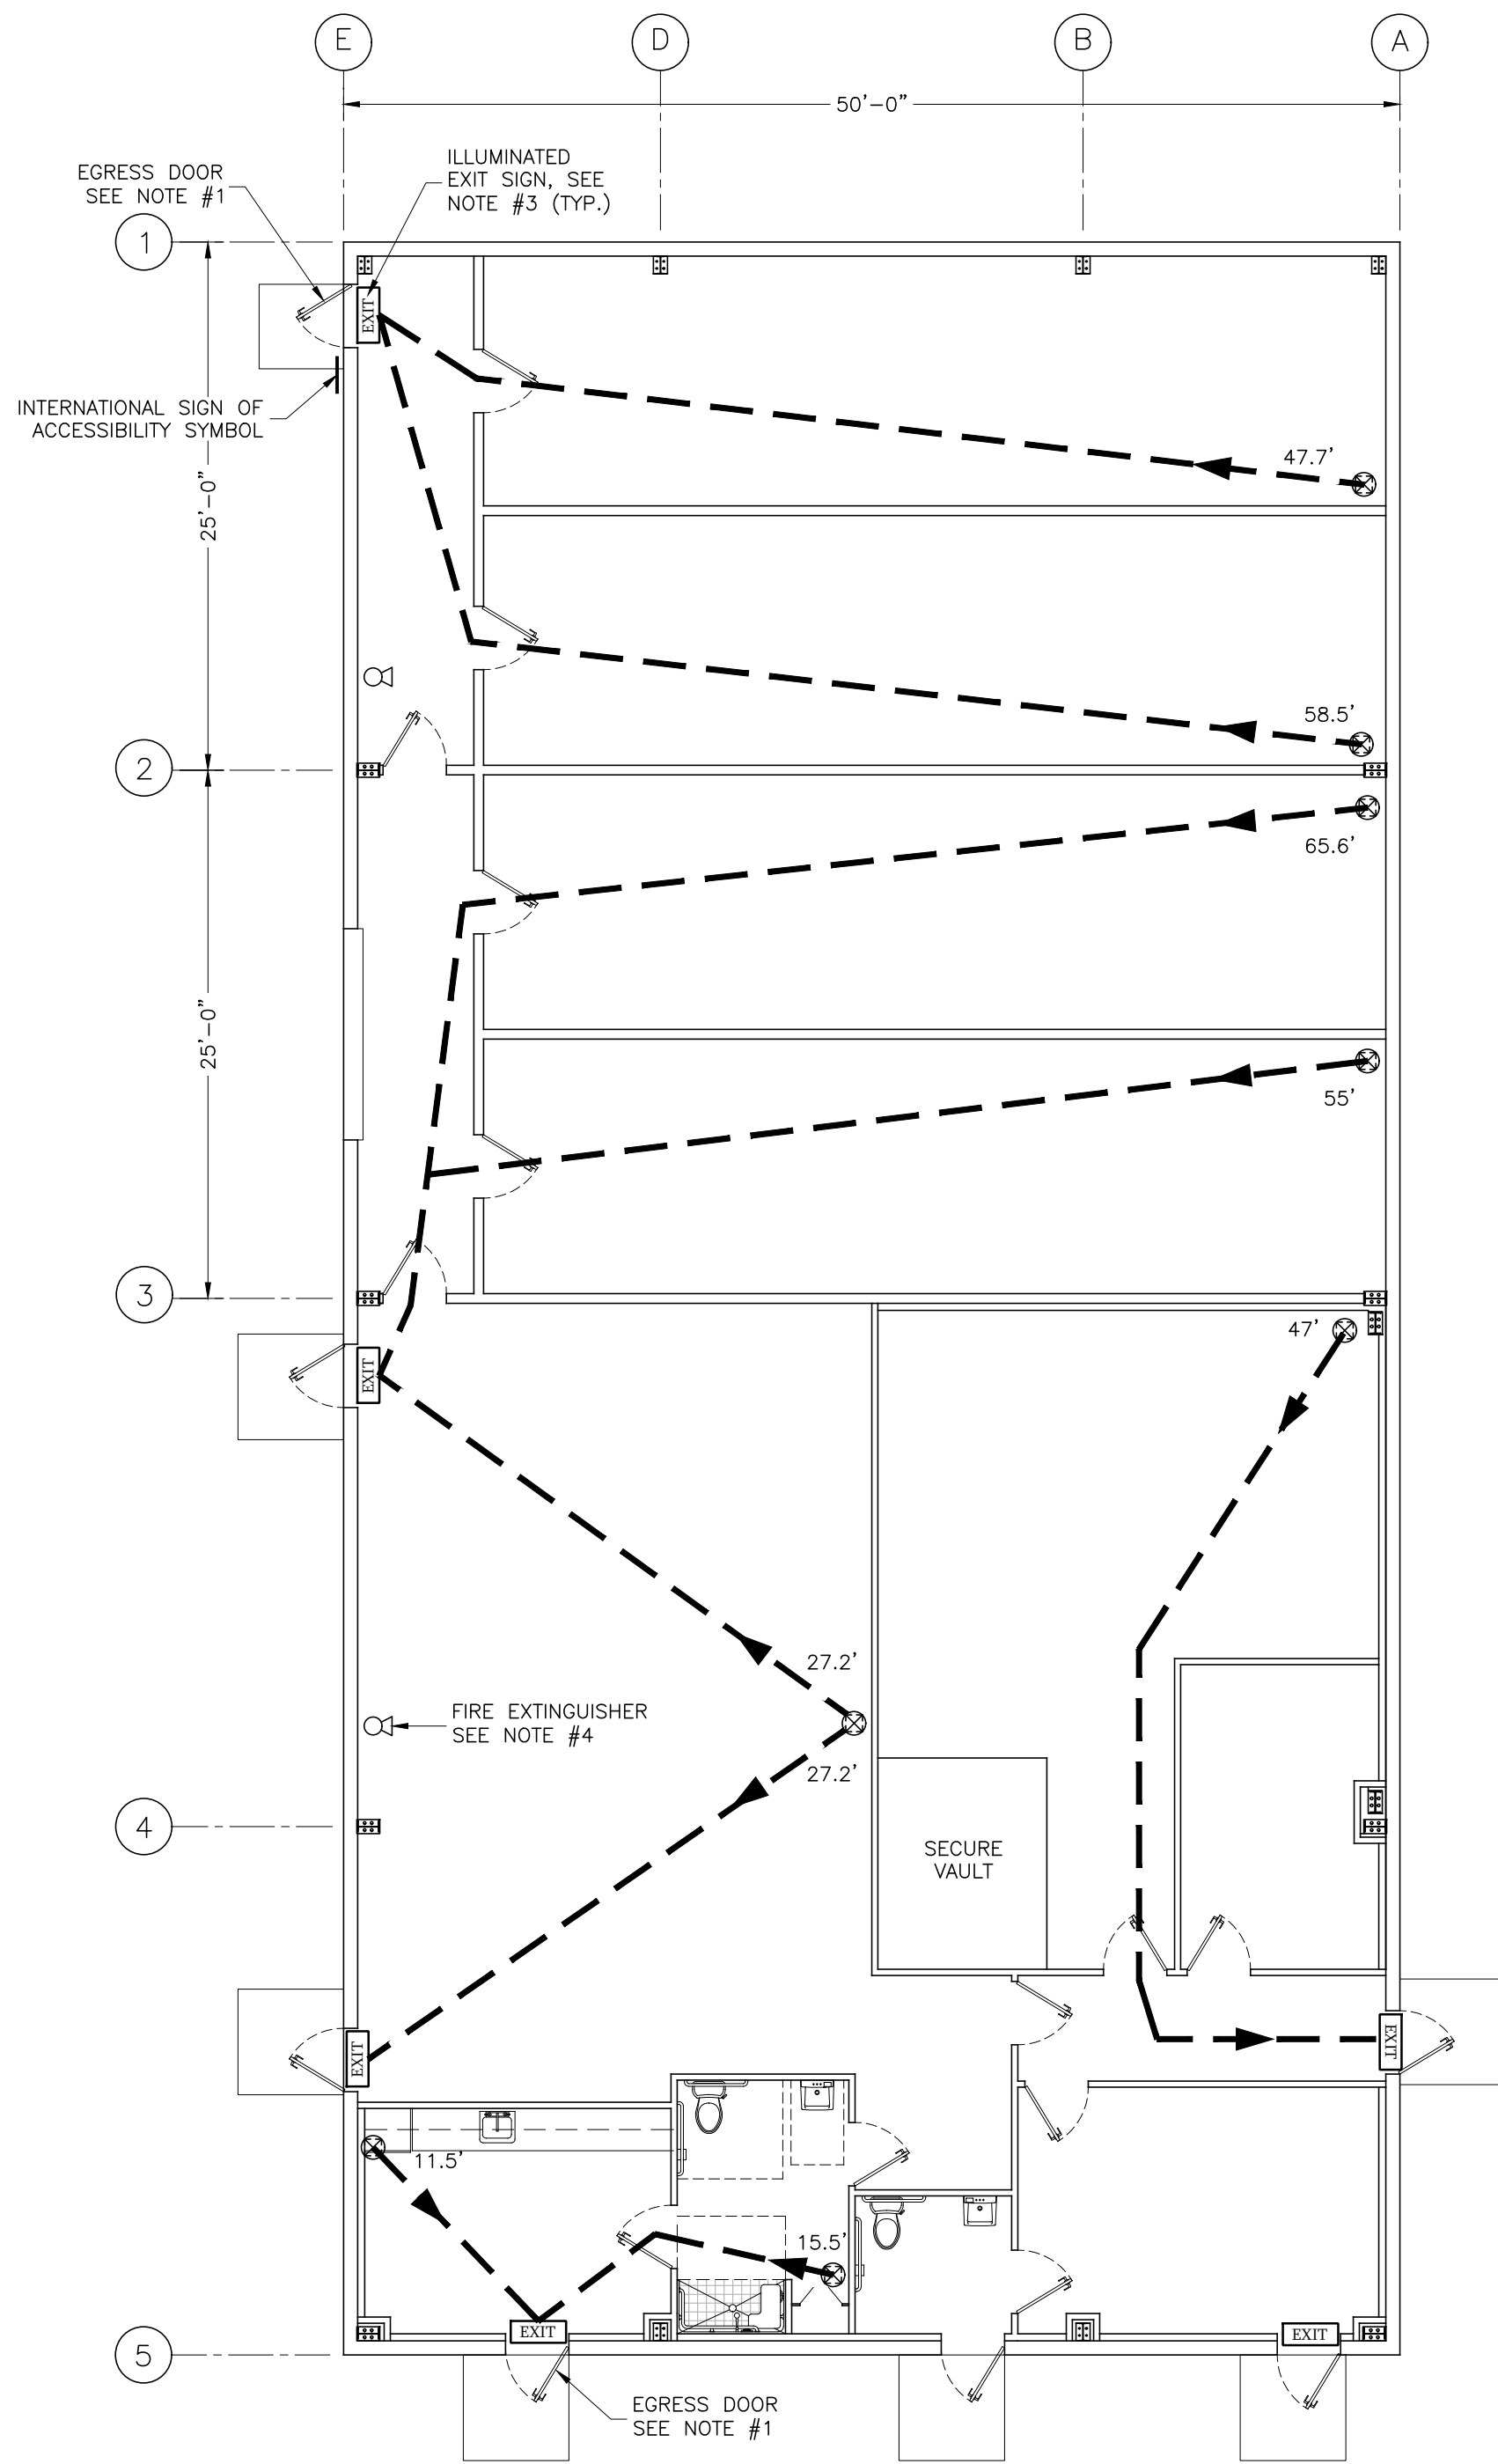 E
D
B
A
50'-0"
EGRESS DOOR
SEE NOTE #1
ILLUMINATED
EXIT SIGN, SEE
NOTE #3 (TYP.)
1
EXIT
INTERNATIONAL SIGN OF
ACCESSIBILITY SYMBOL
47.7'
25'-0"
58.5'
2
65.6'
25'-0"
55'
3
47'
EXIT
27.2'
FIRE EXTINGUISHER
SEE NOTE #4
27.2'
4
SECURE
VAULT
EXIT
EXIT
11.5'
15.5'
EXIT
EXIT
5
EGRESS DOOR
SEE NOTE #1